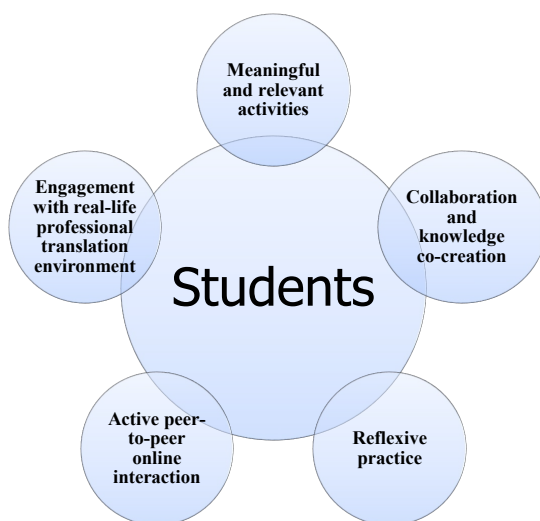 Meaningful
and relevant
activities
Engagement
with real-life
professional
translation
environment
Collaboration
and
knowledge
co-creation
Students
Active peer-
to-peer
online
interaction
Reflexive
practice